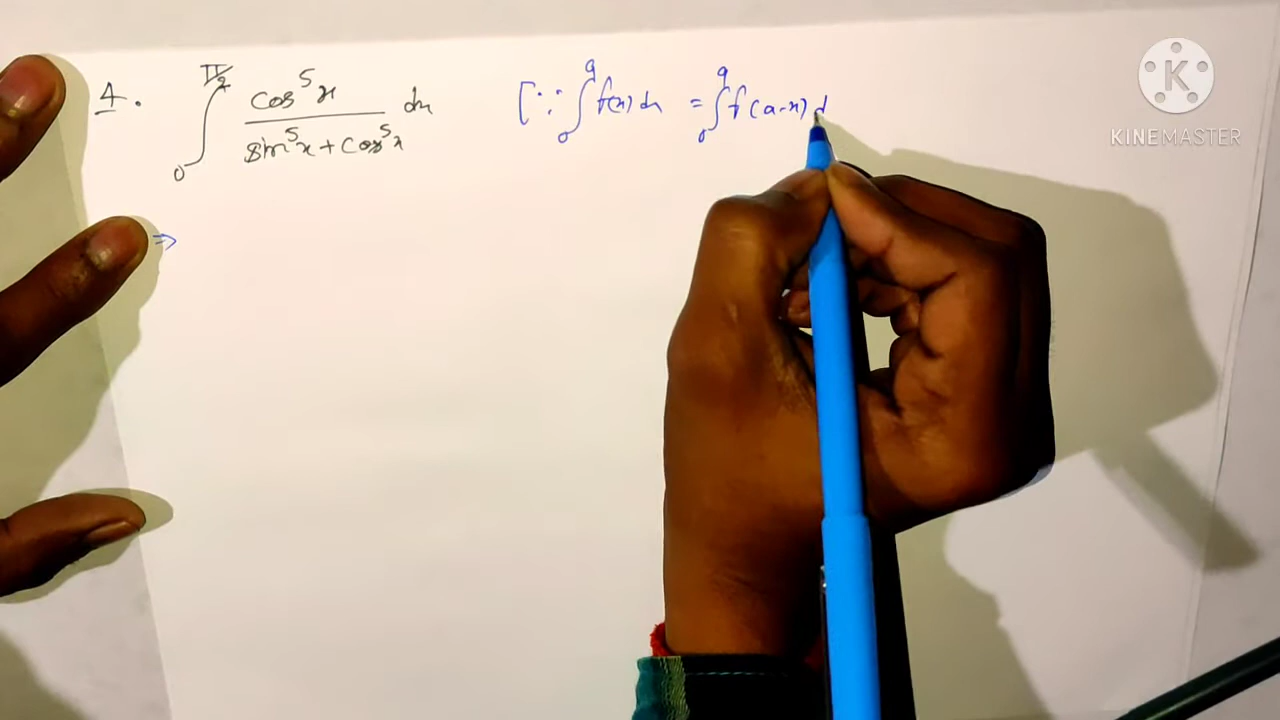 4. ∫₀^(π/2) cos⁵x / (sin⁵x + cos⁵x) dx [∵ ∫₀^a f(x) dx = ∫₀^a f(a-x) d
⇒
K
KINEMASTER